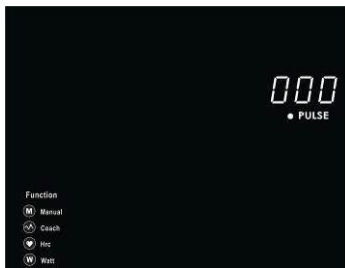 000
PULSE
Function
M Manual
Coach
Hrc
W Watt